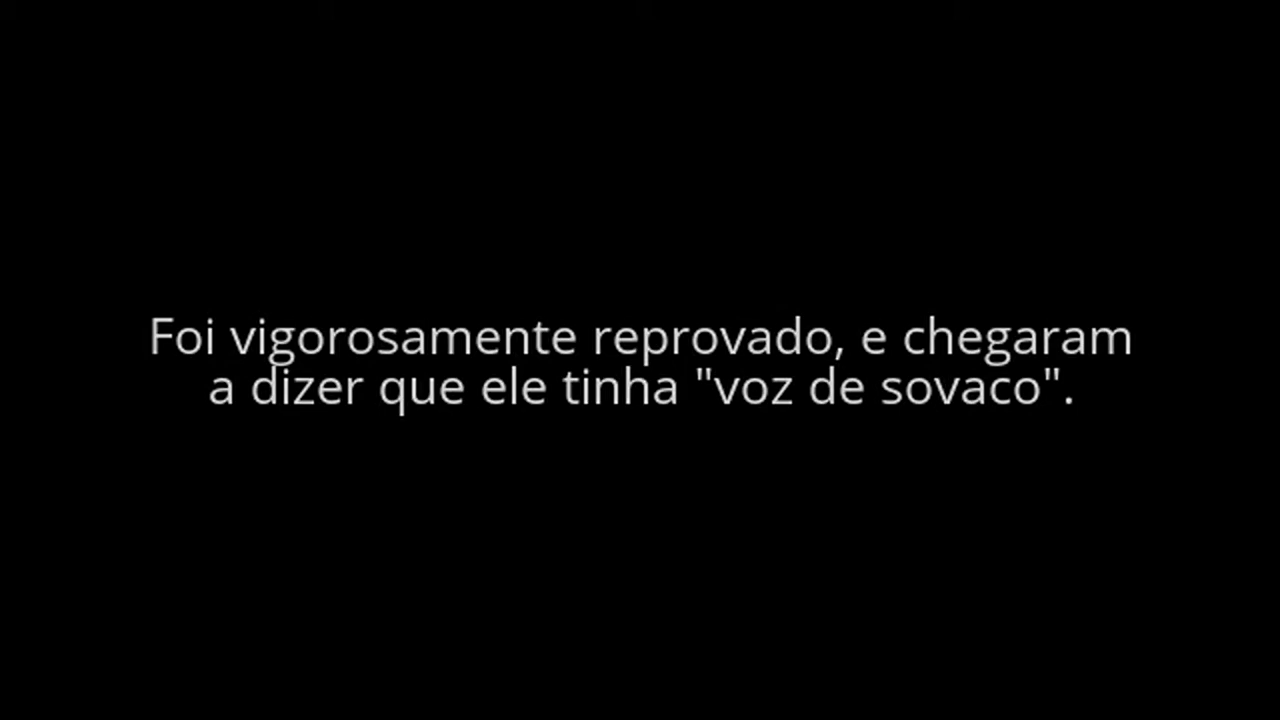 Foi vigorosamente reprovado, e chegaram
a dizer que ele tinha "voz de sovaco".